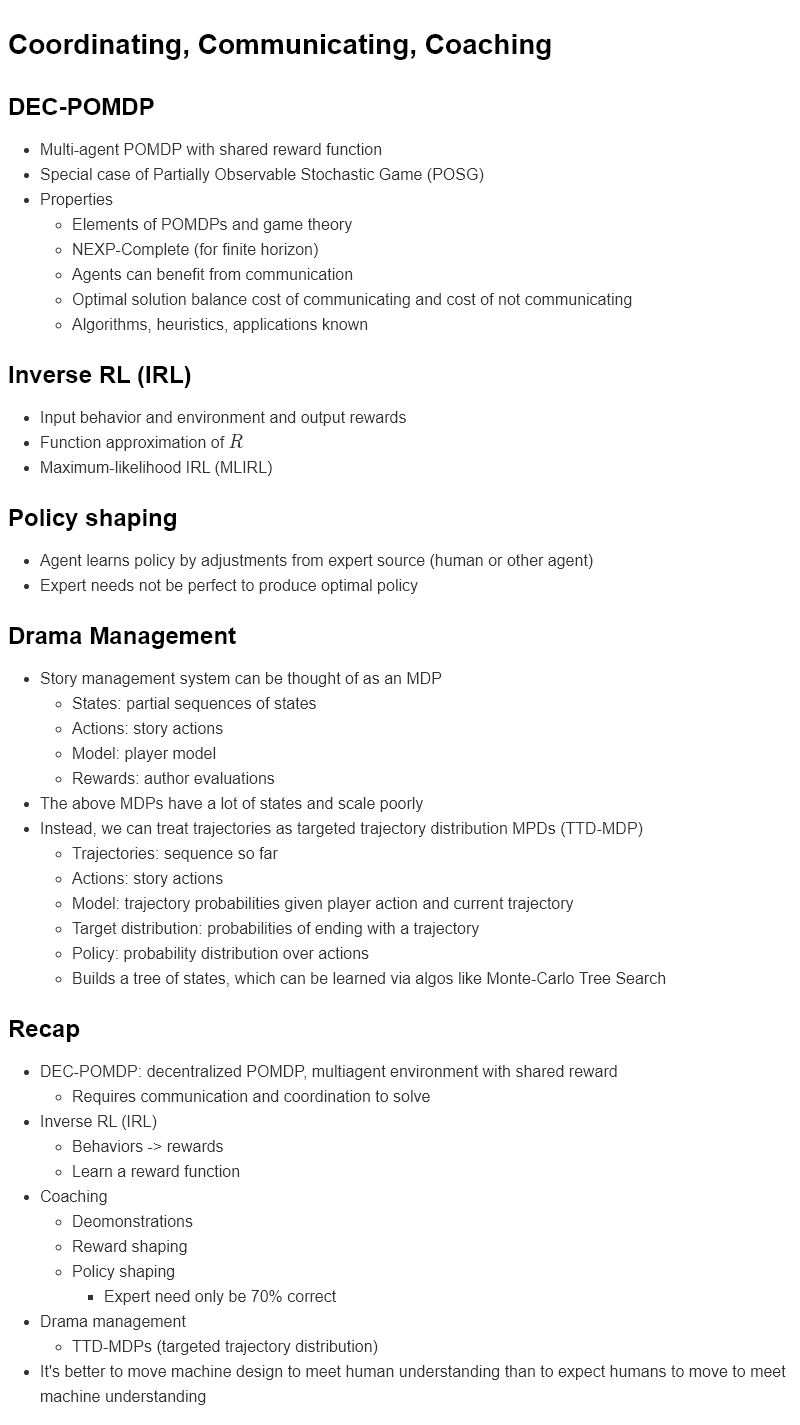 Coordinating, Communicating, Coaching
DEC-POMDP
Multi-agent POMDP with shared reward function
Special case of Partially Observable Stochastic Game (POSG)
Properties
Elements of POMDPs and game theory
NEXP-Complete (for finite horizon)
Agents can benefit from communication
Optimal solution balance cost of communicating and cost of not communicating
Algorithms, heuristics, applications known
Inverse RL (IRL)
Input behavior and environment and output rewards
Function approximation of R
Maximum-likelihood IRL (MLIRL)
Policy shaping
Agent learns policy by adjustments from expert source (human or other agent)
Expert needs not be perfect to produce optimal policy
Drama Management
Story management system can be thought of as an MDP
States: partial sequences of states
Actions: story actions
Model: player model
Rewards: author evaluations
The above MDPs have a lot of states and scale poorly
Instead, we can treat trajectories as targeted trajectory distribution MPDs (TTD-MDP)
Trajectories: sequence so far
Actions: story actions
Model: trajectory probabilities given player action and current trajectory
Target distribution: probabilities of ending with a trajectory
Policy: probability distribution over actions
Builds a tree of states, which can be learned via algos like Monte-Carlo Tree Search
Recap
DEC-POMDP: decentralized POMDP, multiagent environment with shared reward
Requires communication and coordination to solve
Inverse RL (IRL)
Behaviors -> rewards
Learn a reward function
Coaching
Deomonstrations
Reward shaping
Policy shaping
Expert need only be 70% correct
Drama management
TTD-MDPs (targeted trajectory distribution)
It's better to move machine design to meet human understanding than to expect humans to move to meet
machine understanding